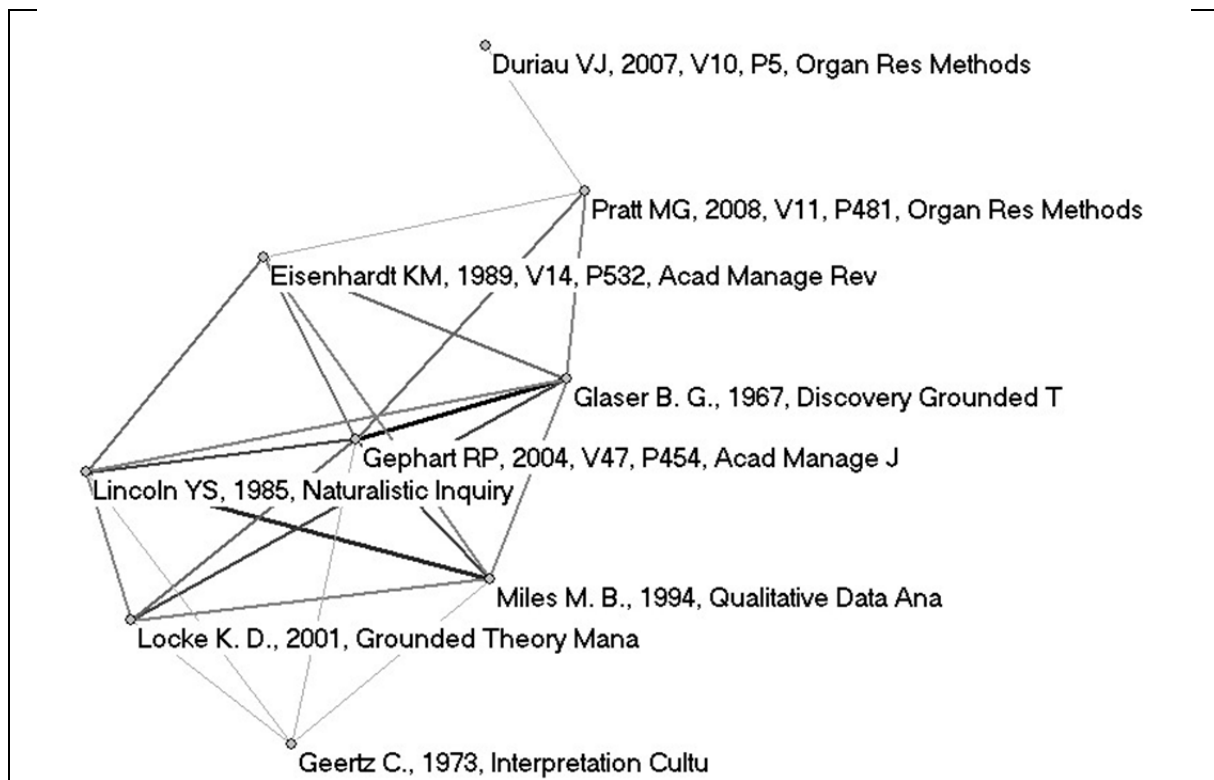 Duriau VJ, 2007, V10, P5, Organ Res Methods
Pratt MG, 2008, V11, P481, Organ Res Methods
Eisenhardt KM, 1989, V14, P532, Acad Manage Rev
Glaser B. G., 1967, Discovery Grounded T
Gephart RP, 2004, V47, P454, Acad Manage J
Lincoln YS, 1985, Naturalistic Inquiry
Miles M. B., 1994, Qualitative Data Ana
Locke K. D., 2001, Grounded Theory Mana
Geertz C., 1973, Interpretation Cultu